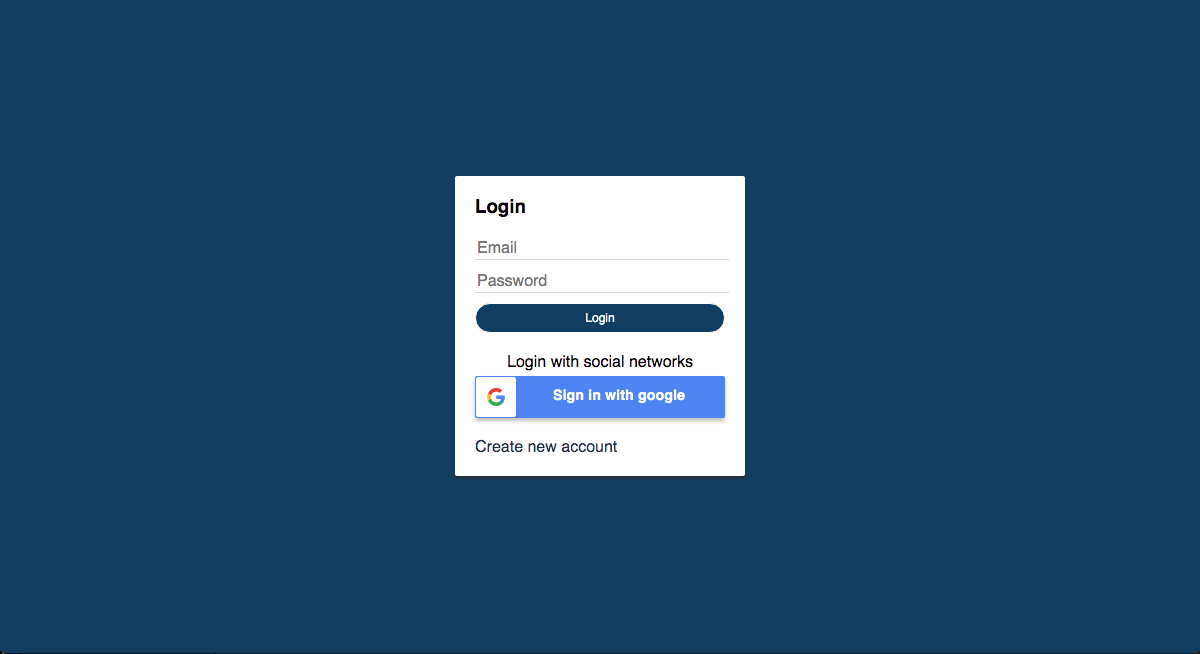 Login
Email
Password
Login
Login with social networks
Sign in with google
Create new account